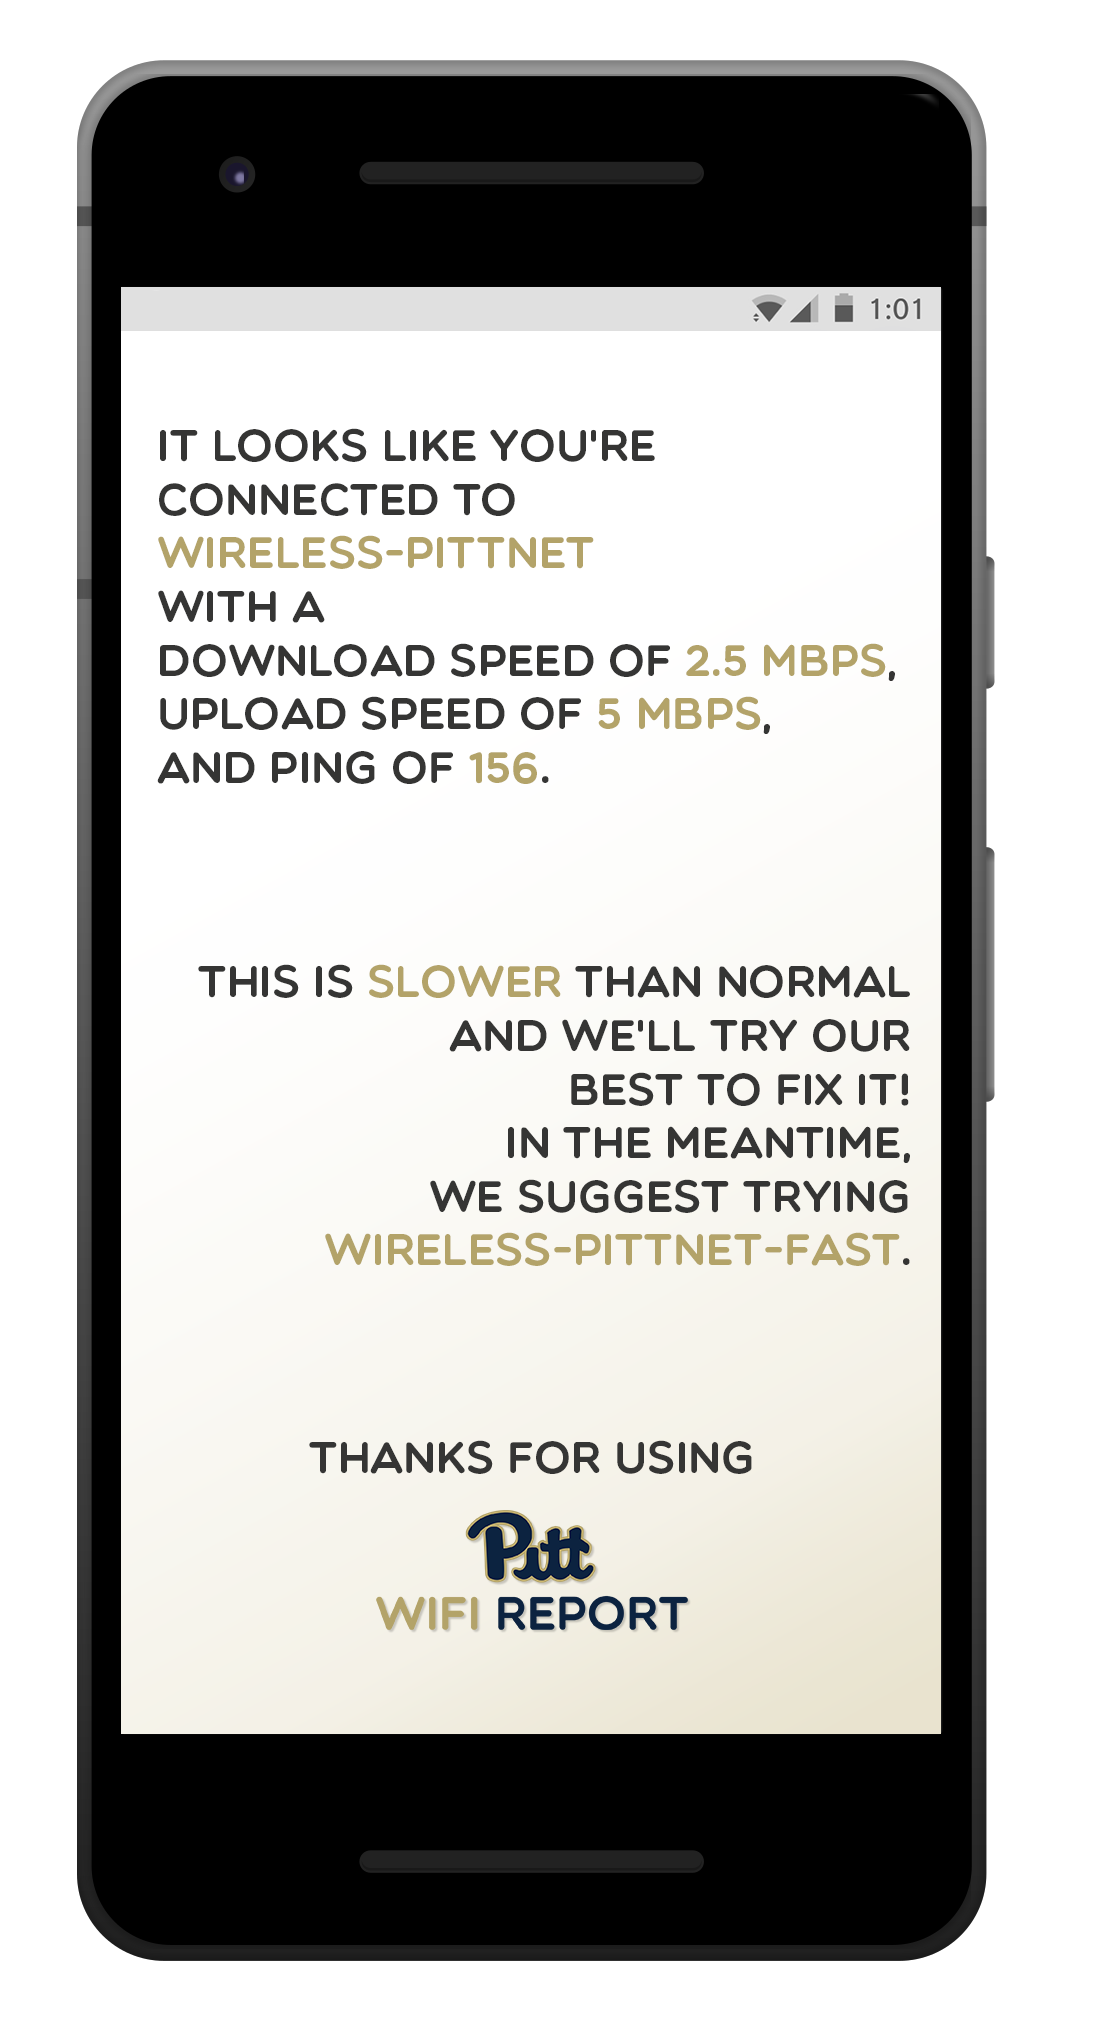 1:01
IT LOOKS LIKE YOU'RE
CONNECTED TO
WIRELESS-PITTNET
WITH A
DOWNLOAD SPEED OF 2.5 MBPS,
UPLOAD SPEED OF 5 MBPS,
AND PING OF 156.
THIS IS SLOWER THAN NORMAL
AND WE'LL TRY OUR
BEST TO FIX IT!
IN THE MEANTIME,
WE SUGGEST TRYING
WIRELESS-PITTNET-FAST.
THANKS FOR USING
Pitt
WIFI REPORT